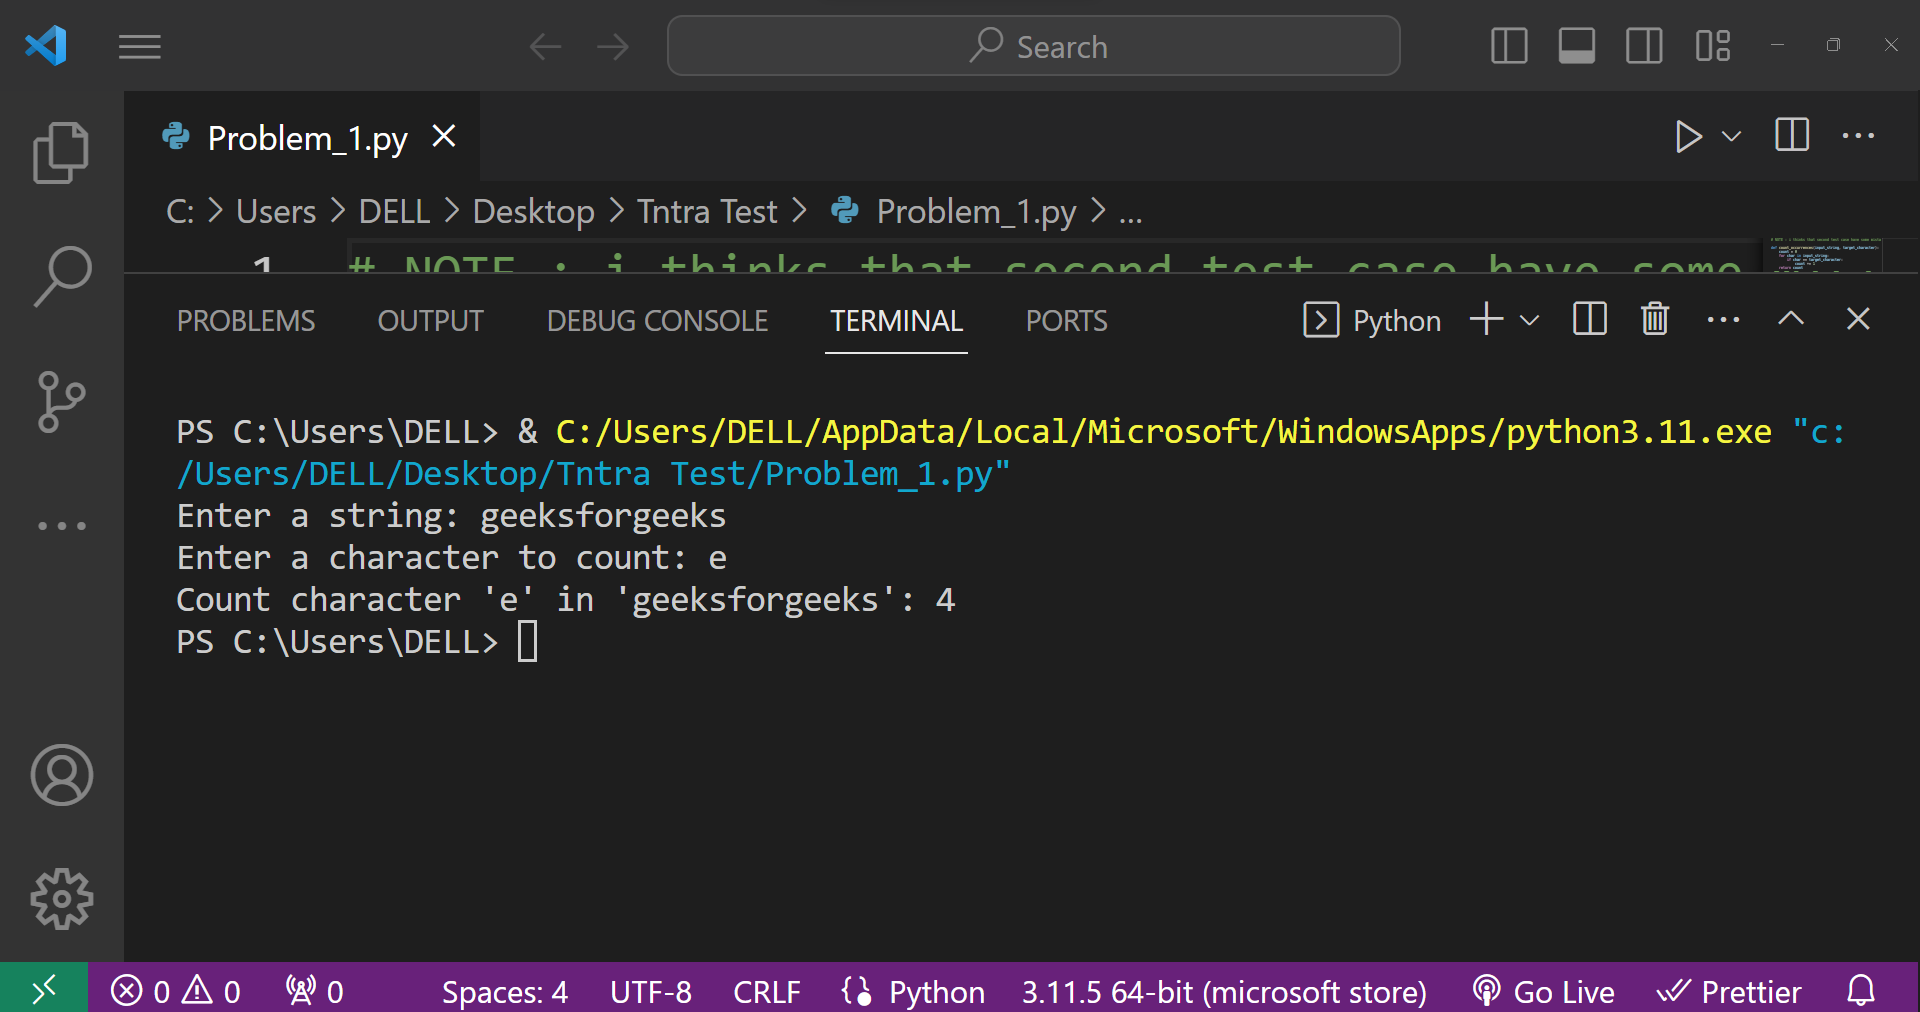 Search
Problem_1.py
C: > Users > DELL > Desktop > Tntra Test > Problem_1.py > ...
1 # NOTE : i thinks that second test case have some
PROBLEMS OUTPUT DEBUG CONSOLE TERMINAL PORTS Python
PS C:\Users\DELL> & C:/Users/DELL/AppData/Local/Microsoft/WindowsApps/python3.11.exe "c:
/Users/DELL/Desktop/Tntra Test/Problem_1.py"
Enter a string: geeksforgeeks
Enter a character to count: e
Count character 'e' in 'geeksforgeeks': 4
PS C:\Users\DELL>
0 0 0 Spaces: 4 UTF-8 CRLF Python 3.11.5 64-bit (microsoft store) Go Live Prettier